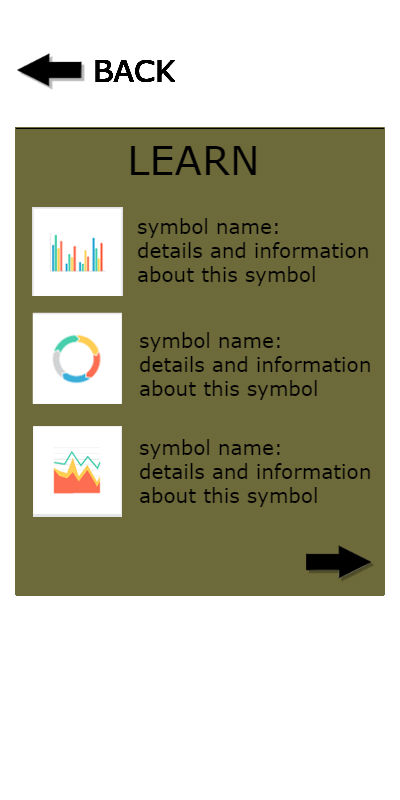 BACK
LEARN
symbol name:
details and information
about this symbol
symbol name:
details and information
about this symbol
symbol name:
details and information
about this symbol